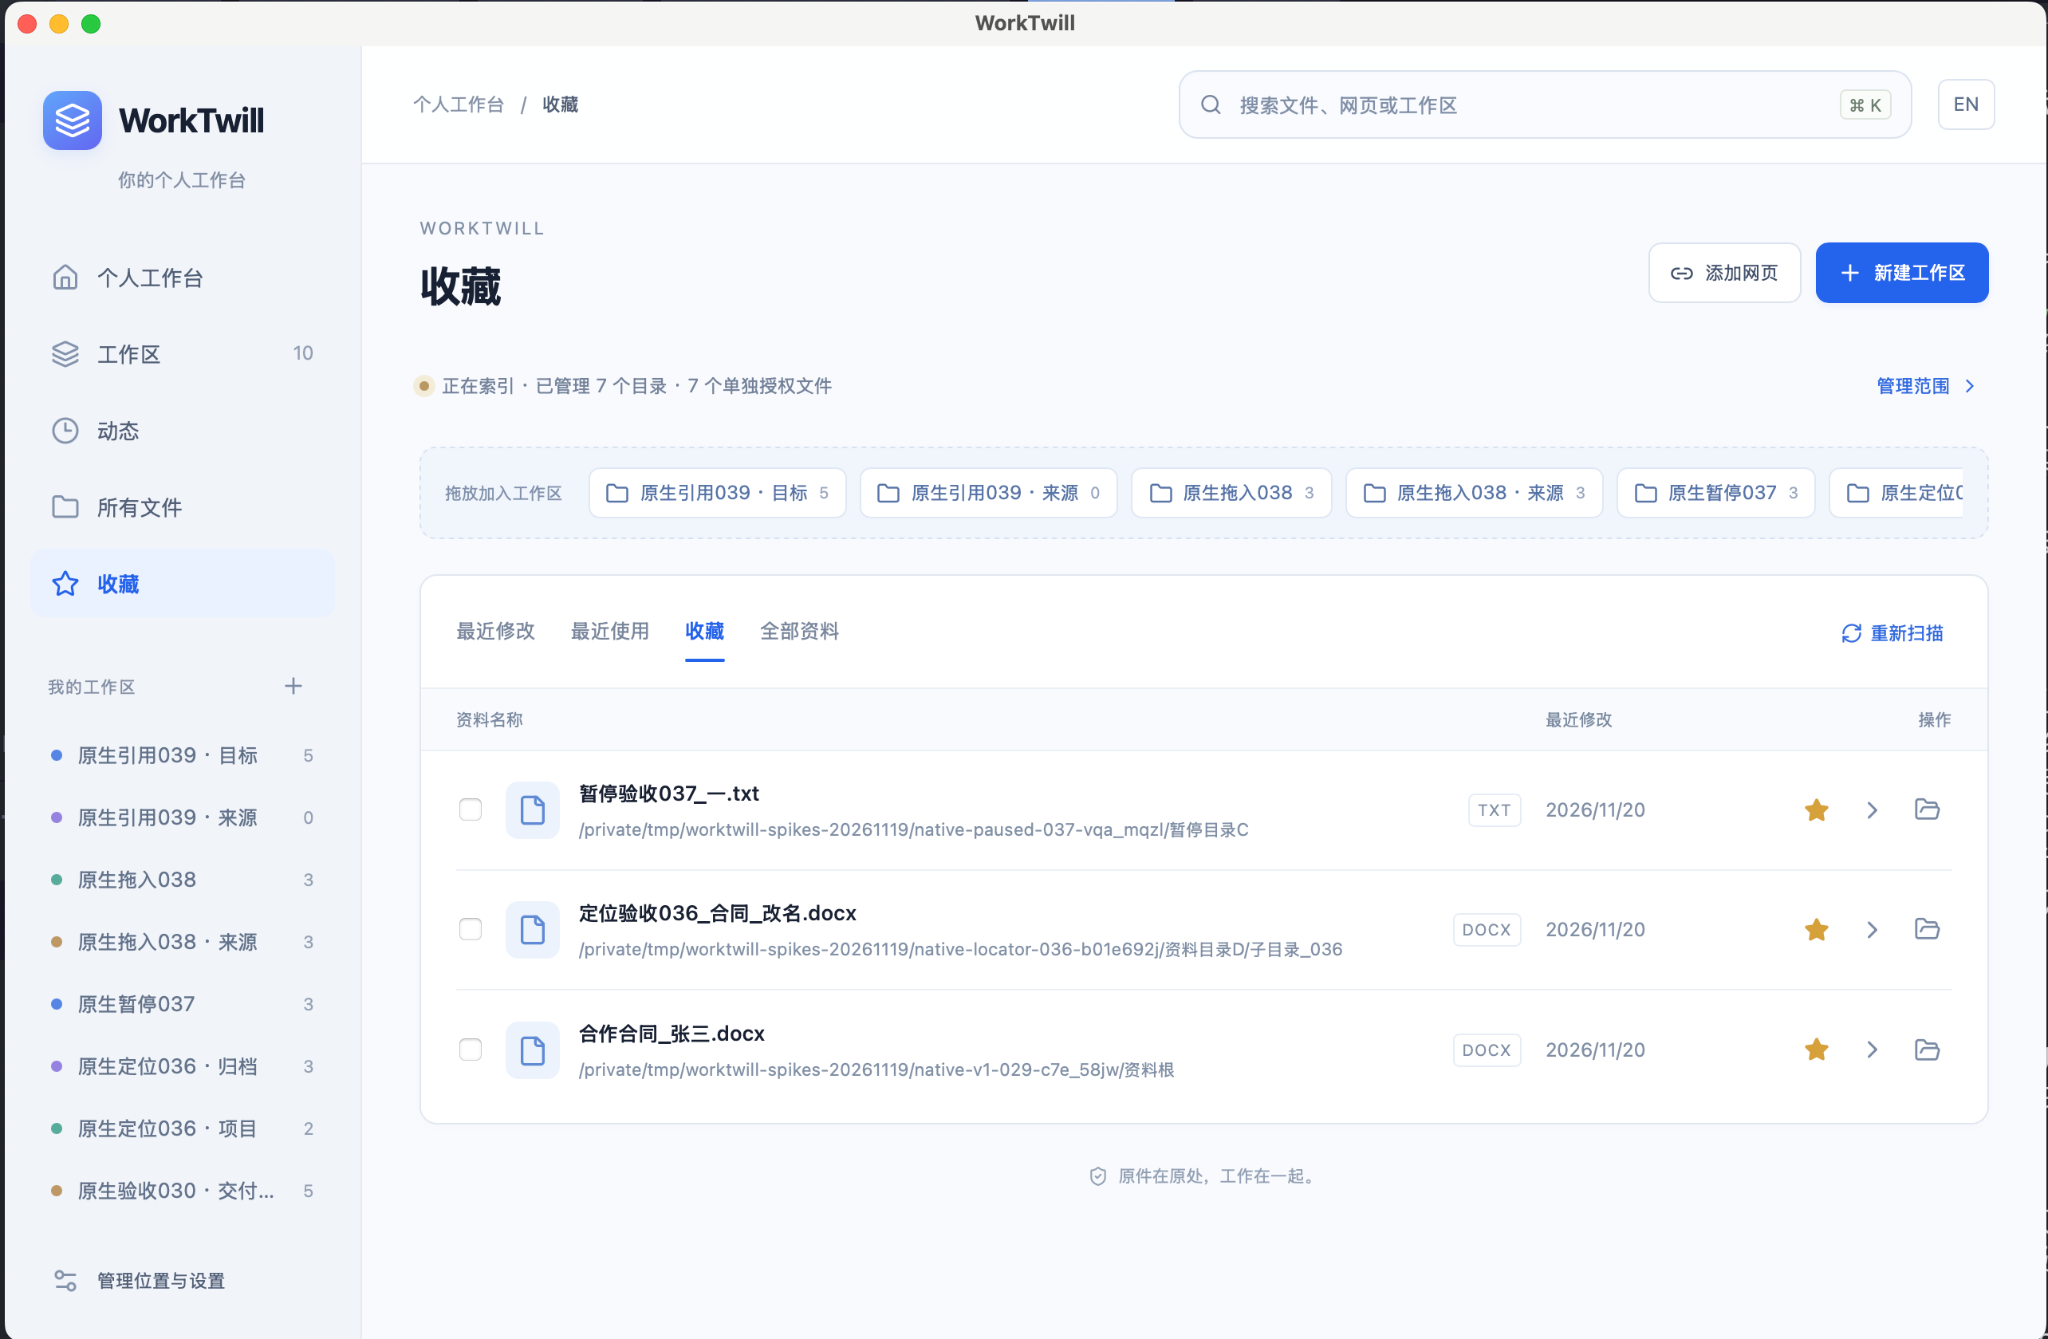 WorkTwill
WorkTwill
你的个人工作台
个人工作台
工作区 10
动态
所有文件
收藏
我的工作区
原生引用039 · 目标 5
原生引用039 · 来源 0
原生拖入038 3
原生拖入038 · 来源 3
原生暂停037 3
原生定位036 · 归档 3
原生定位036 · 项目 2
原生验收030 · 交付... 5
管理位置与设置
个人工作台 / 收藏
搜索文件、网页或工作区 ⌘ K
EN
WORKTWILL
收藏
添加网页
新建工作区
正在索引 · 已管理 7 个目录 · 7 个单独授权文件
管理范围
拖放加入工作区 原生引用039 · 目标 5 原生引用039 · 来源 0 原生拖入038 3 原生拖入038 · 来源 3 原生暂停037 3 原生定位0
最近修改 最近使用 收藏 全部资料
重新扫描
资料名称 最近修改 操作
暂停验收037_一.txt
/private/tmp/worktwill-spikes-20261119/native-paused-037-vqa_mqzl/暂停目录C
TXT 2026/11/20
定位验收036_合同_改名.docx
/private/tmp/worktwill-spikes-20261119/native-locator-036-b01e692j/资料目录D/子目录_036
DOCX 2026/11/20
合作合同_张三.docx
/private/tmp/worktwill-spikes-20261119/native-v1-029-c7e_58jw/资料根
DOCX 2026/11/20
原件在原处，工作在一起。